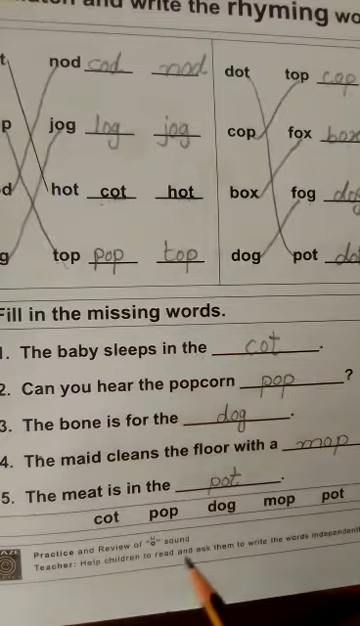 and write the rhyming wo
t nod cod nod
p jog log jog
d hot cot hot
g top pop top
dot top cop
cop fox box
box fog
dog pot
Fill in the missing words.
1. The baby sleeps in the cot.
2. Can you hear the popcorn pop?
3. The bone is for the dog.
4. The maid cleans the floor with a mop
5. The meat is in the pot.
cot pop dog mop pot
Practice and Review of "ŏ" sound
Teacher: Help children to read and ask them to write the words independent